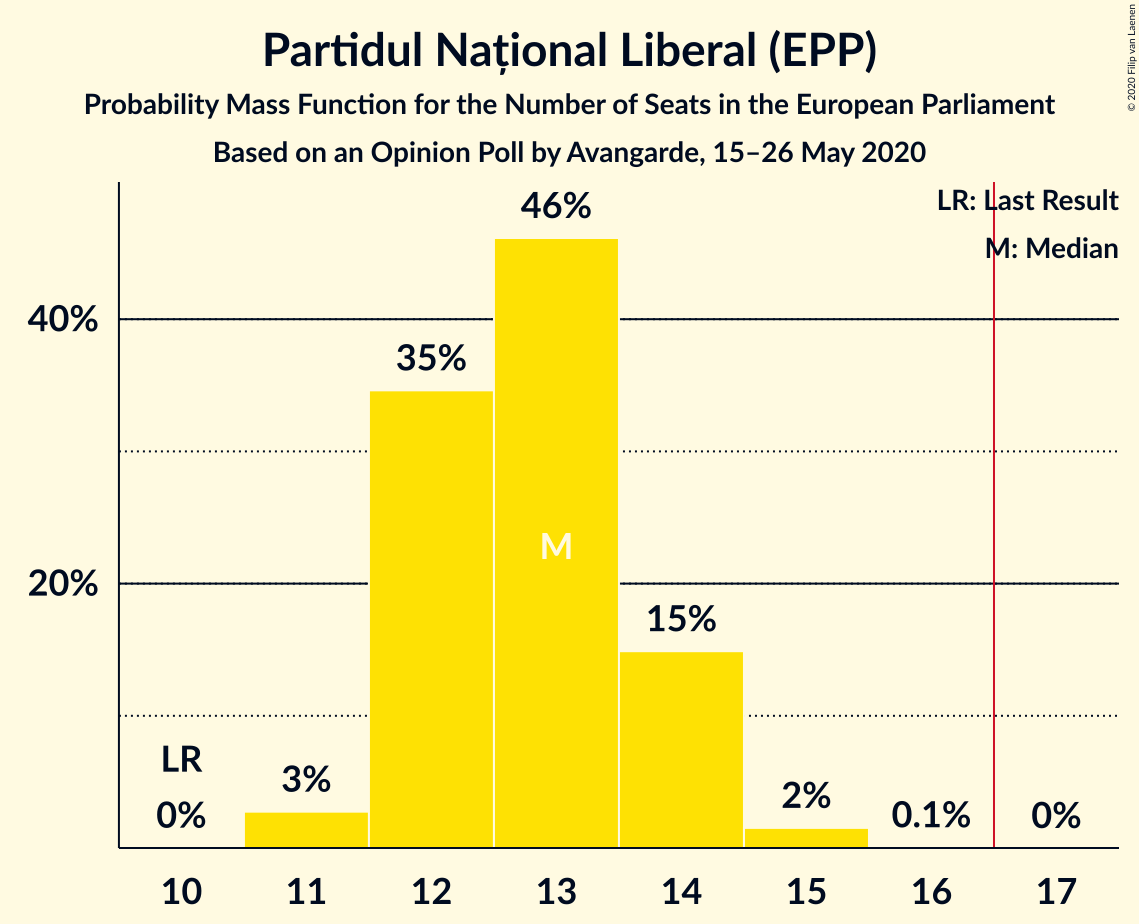 Partidul Național Liberal (EPP)
Probability Mass Function for the Number of Seats in the European Parliament
Based on an Opinion Poll by Avangarde, 15–26 May 2020
© 2020 Filip van Laenen
LR: Last Result
M: Median
46%
40%
35%
M
20%
15%
LR
0%
3%
2%
0.1%
0%
10 11 12 13 14 15 16 17